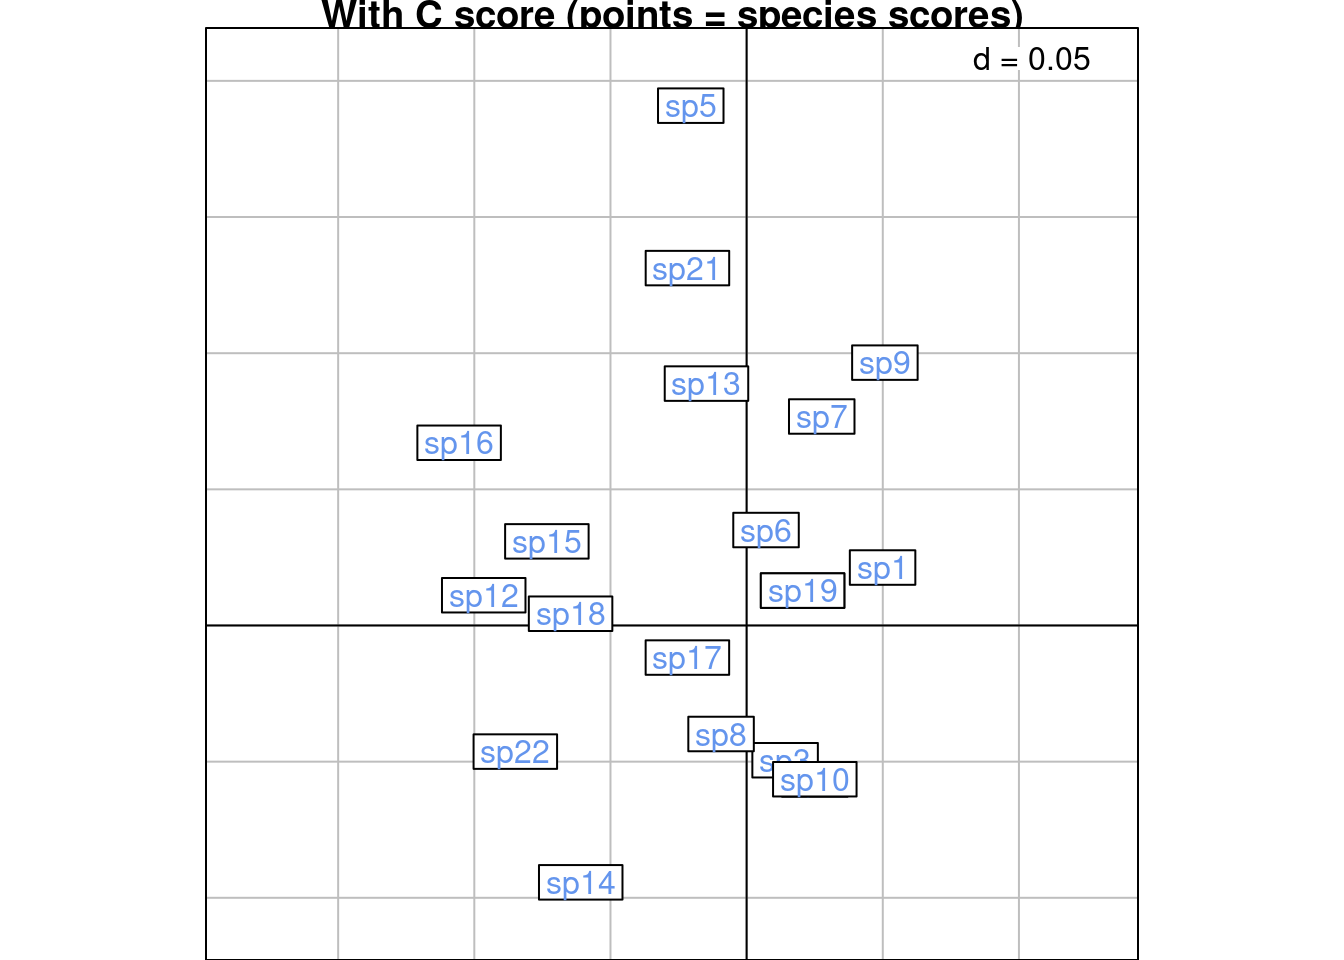 With C score (points = species scores)
d = 0.05
sp5
sp21
sp9
sp13
sp7
sp16
sp6
sp15
sp1
sp19
sp12
sp18
sp17
sp8
sp22
sp3
sp10
sp14